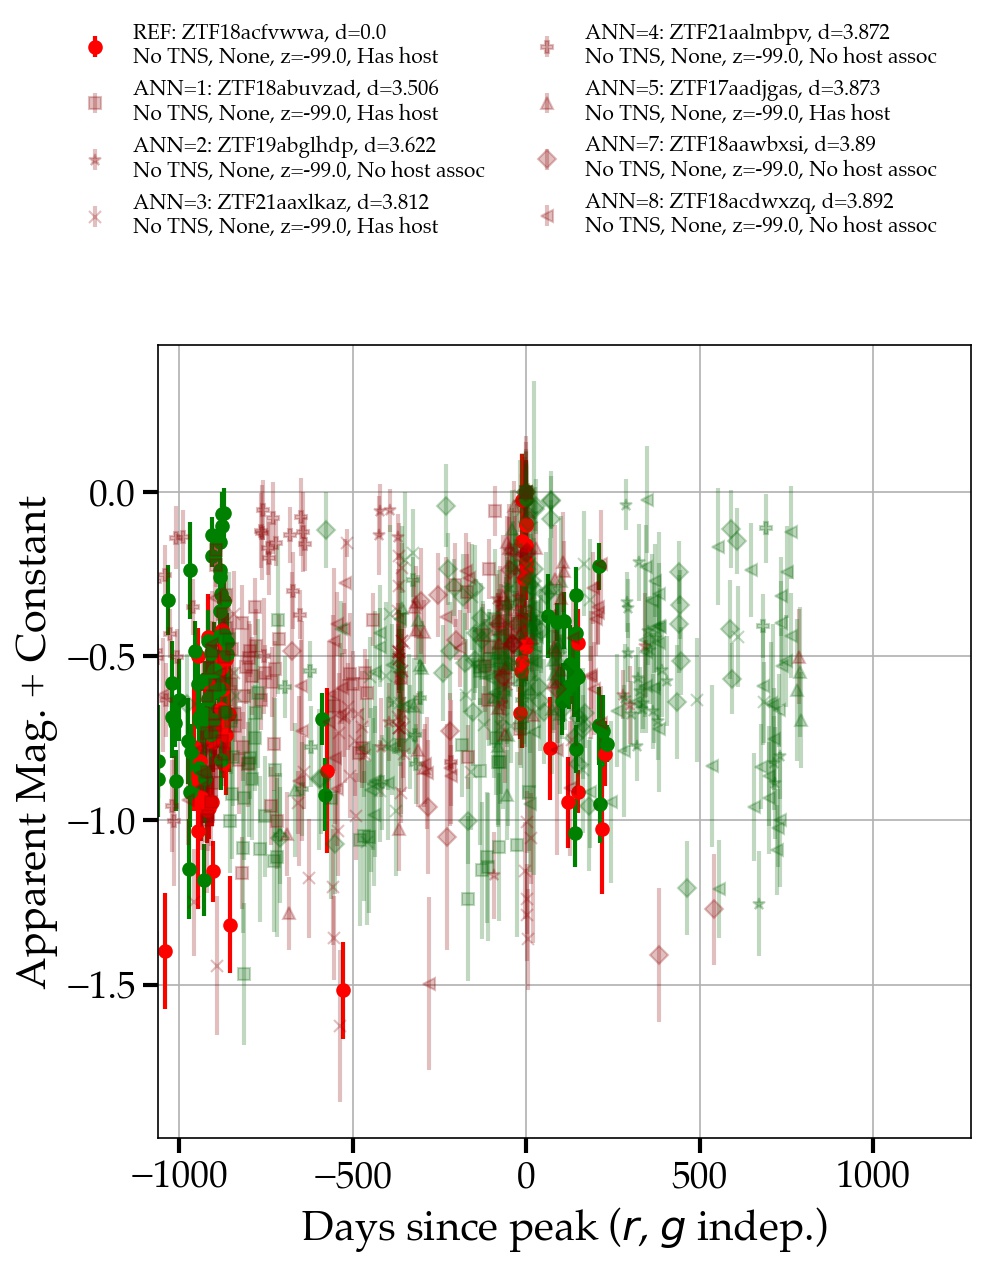 REF: ZTF18acfvwwa, d=0.0
No TNS, None, z=-99.0, Has host
ANN=1: ZTF18abuvzad, d=3.506
No TNS, None, z=-99.0, Has host
ANN=2: ZTF19abglhdp, d=3.622
No TNS, None, z=-99.0, No host assoc
ANN=3: ZTF21aaxlkaz, d=3.812
No TNS, None, z=-99.0, Has host
ANN=4: ZTF21aalmbpv, d=3.872
No TNS, None, z=-99.0, No host assoc
ANN=5: ZTF17aadjgas, d=3.873
No TNS, None, z=-99.0, Has host
ANN=7: ZTF18aawbxsi, d=3.89
No TNS, None, z=-99.0, No host assoc
ANN=8: ZTF18acdwxzq, d=3.892
No TNS, None, z=-99.0, No host assoc
Apparent Mag. + Constant
0.0
−0.5
−1.0
−1.5
−1000
−500
0
500
1000
Days since peak (r, g indep.)